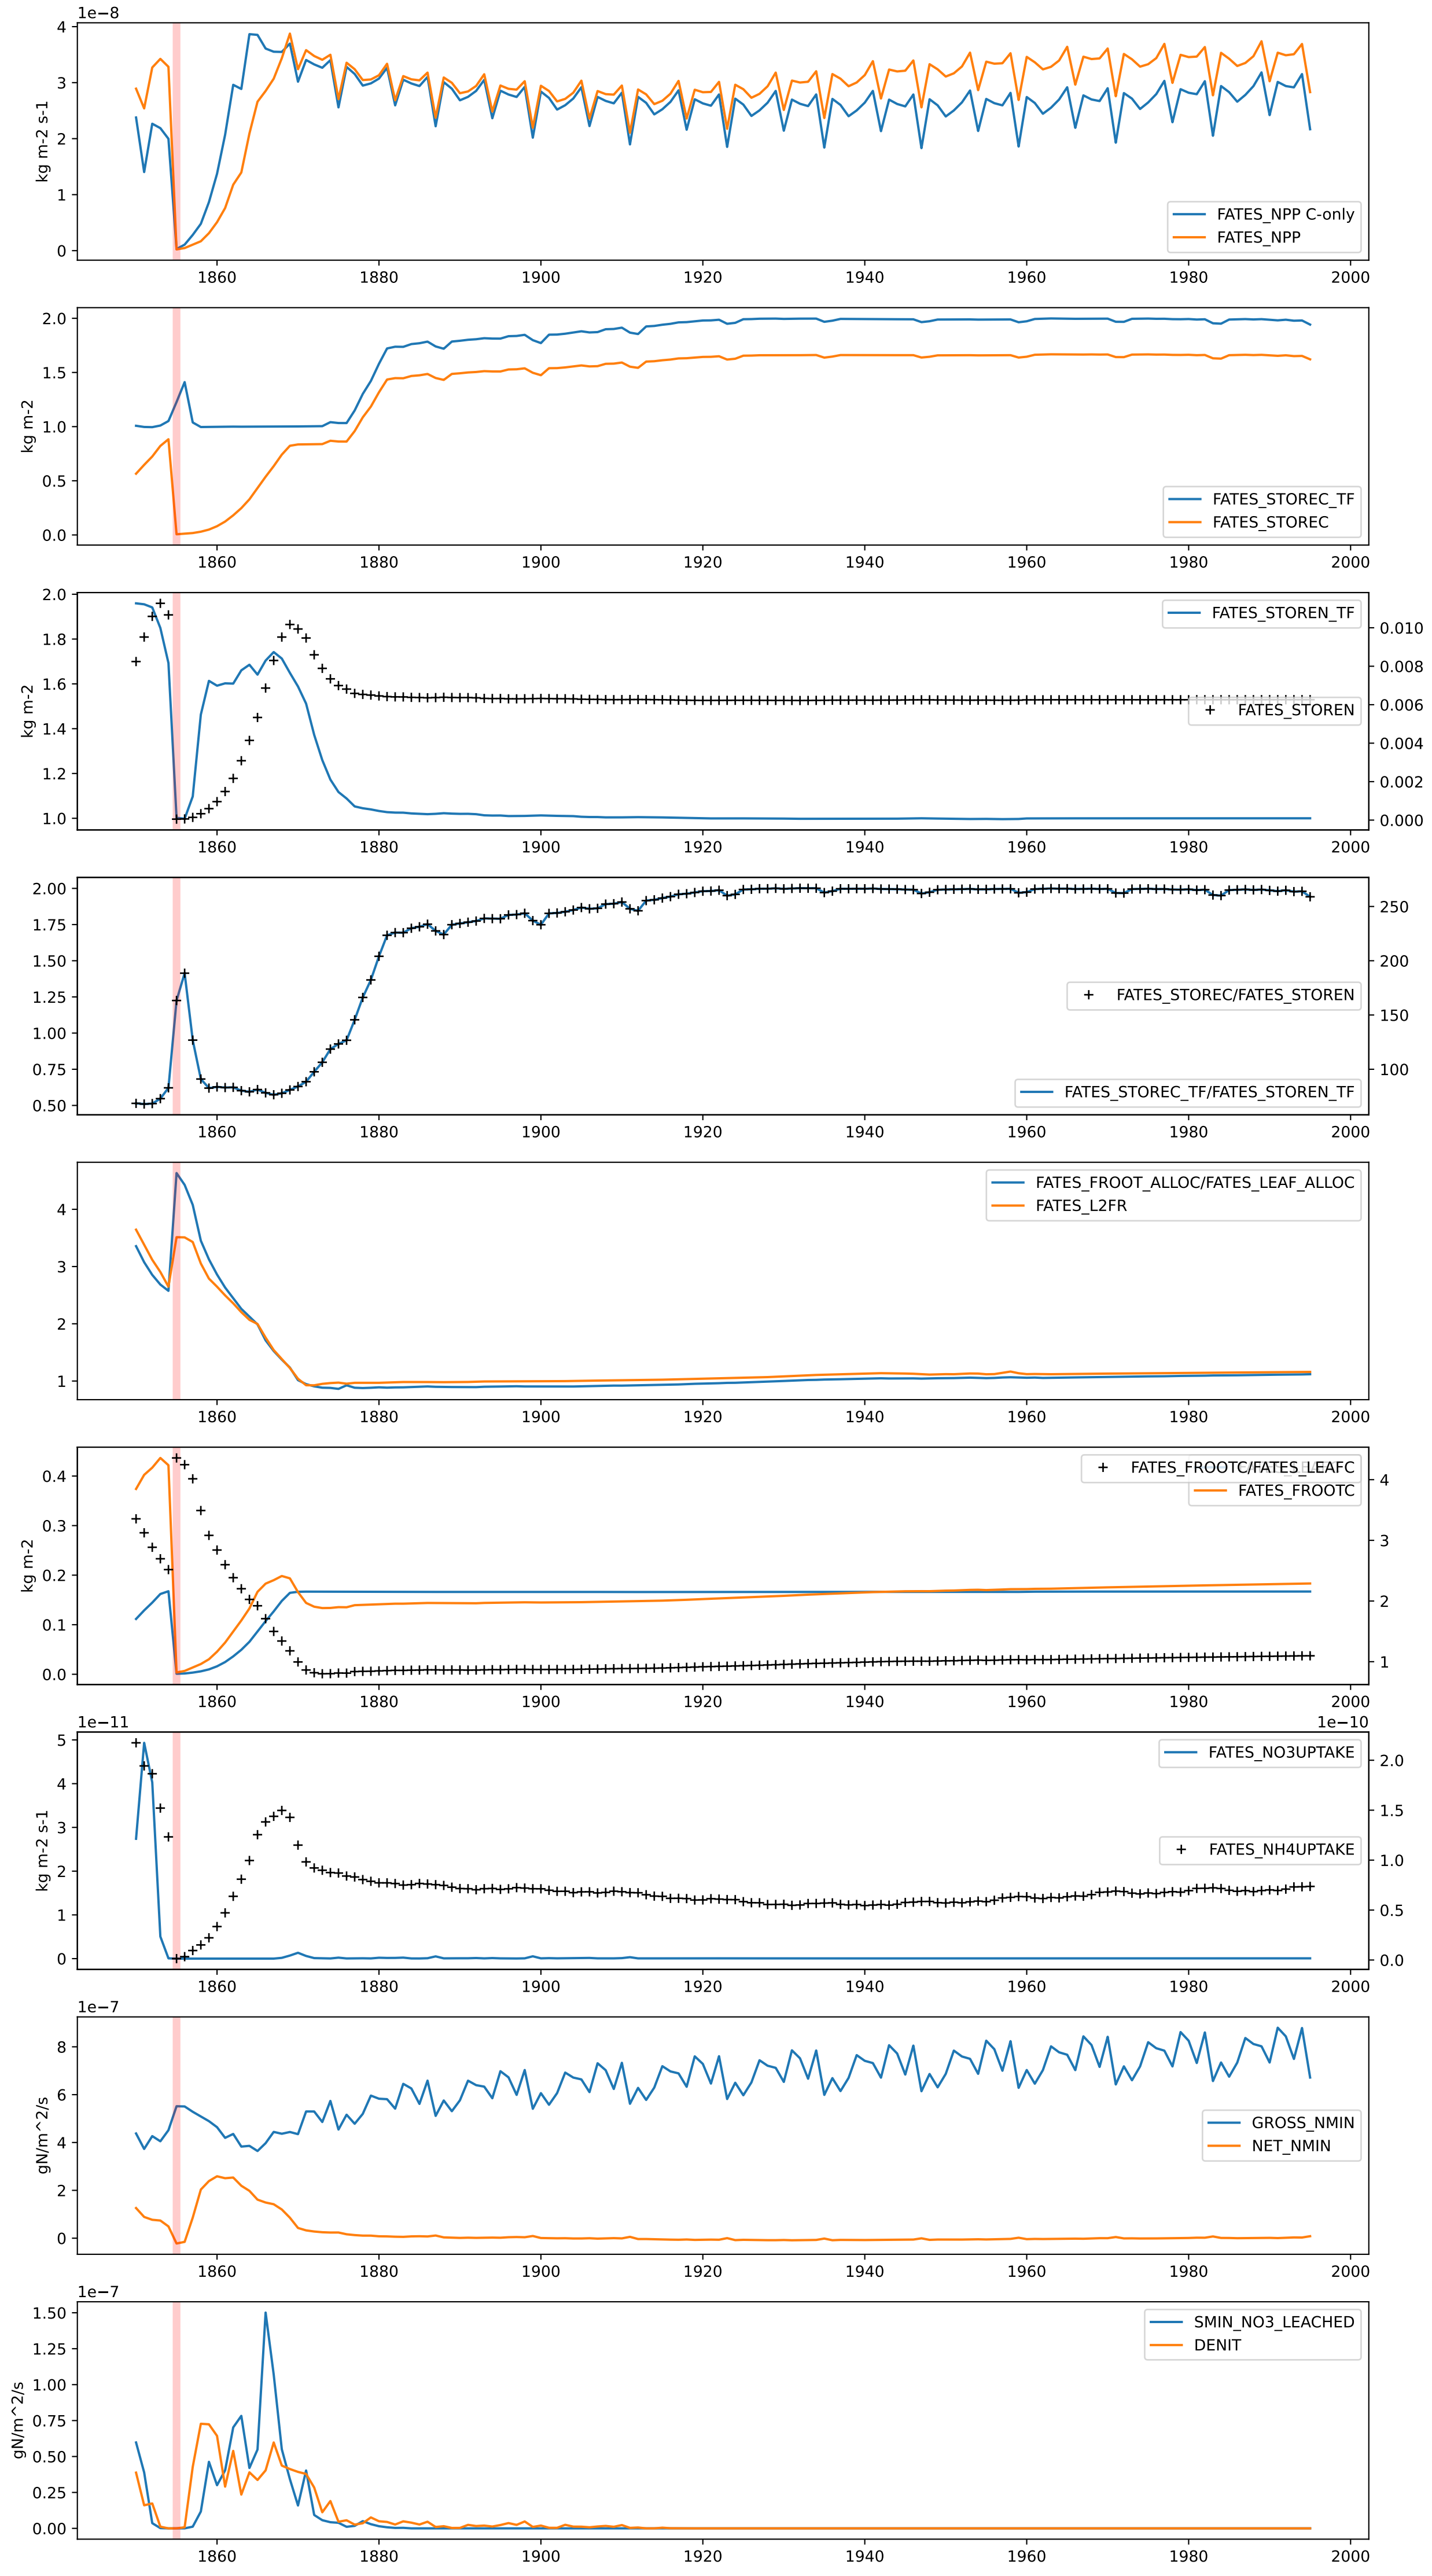 1e−8
4
3
2
1
0
kg m-2 s-1
FATES_NPP C-only
FATES_NPP
1860 1880 1900 1920 1940 1960 1980 2000
2.0
1.5
1.0
0.5
0.0
kg m-2
FATES_STOREC_TF
FATES_STOREC
1860 1880 1900 1920 1940 1960 1980 2000
2.0
1.8
1.6
1.4
1.2
1.0
kg m-2
FATES_STOREN_TF
FATES_STOREN
0.010
0.008
0.006
0.004
0.002
0.000
1860 1880 1900 1920 1940 1960 1980 2000
2.00
1.75
1.50
1.25
1.00
0.75
0.50
FATES_STOREC/FATES_STOREN
FATES_STOREC_TF/FATES_STOREN_TF
250
200
150
100
1860 1880 1900 1920 1940 1960 1980 2000
4
3
2
1
FATES_FROOT_ALLOC/FATES_LEAF_ALLOC
FATES_L2FR
1860 1880 1900 1920 1940 1960 1980 2000
0.4
0.3
0.2
0.1
0.0
kg m-2
FATES_FROOTC/FATES_LEAFC
FATES_FROOTC
4
3
2
1
1860 1880 1900 1920 1940 1960 1980 2000
1e−11
1e−10
5
4
3
2
1
0
kg m-2 s-1
FATES_NO3UPTAKE
FATES_NH4UPTAKE
2.0
1.5
1.0
0.5
0.0
1860 1880 1900 1920 1940 1960 1980 2000
1e−7
8
6
4
2
0
gN/m^2/s
GROSS_NMIN
NET_NMIN
1860 1880 1900 1920 1940 1960 1980 2000
1e−7
1.50
1.25
1.00
0.75
0.50
0.25
0.00
gN/m^2/s
SMIN_NO3_LEACHED
DENIT
1860 1880 1900 1920 1940 1960 1980 2000